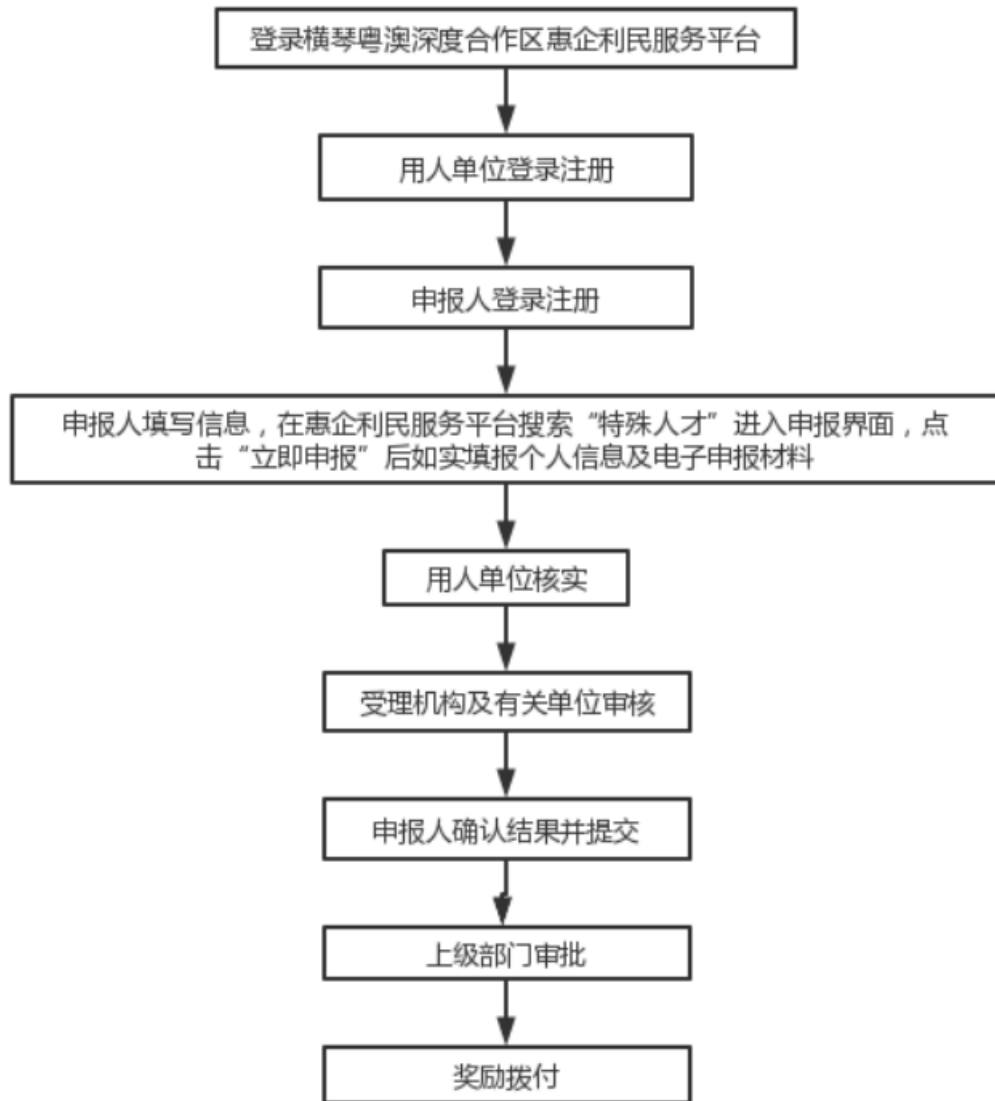 登录横琴粤澳深度合作区惠企利民服务平台
用人单位登录注册
申报人登录注册
申报人填写信息，在惠企利民服务平台搜索“特殊人才”进入申报界面，点
击“立即申报”后如实填报个人信息及电子申报材料
用人单位核实
受理机构及有关单位审核
申报人确认结果并提交
上级部门审批
奖励拨付